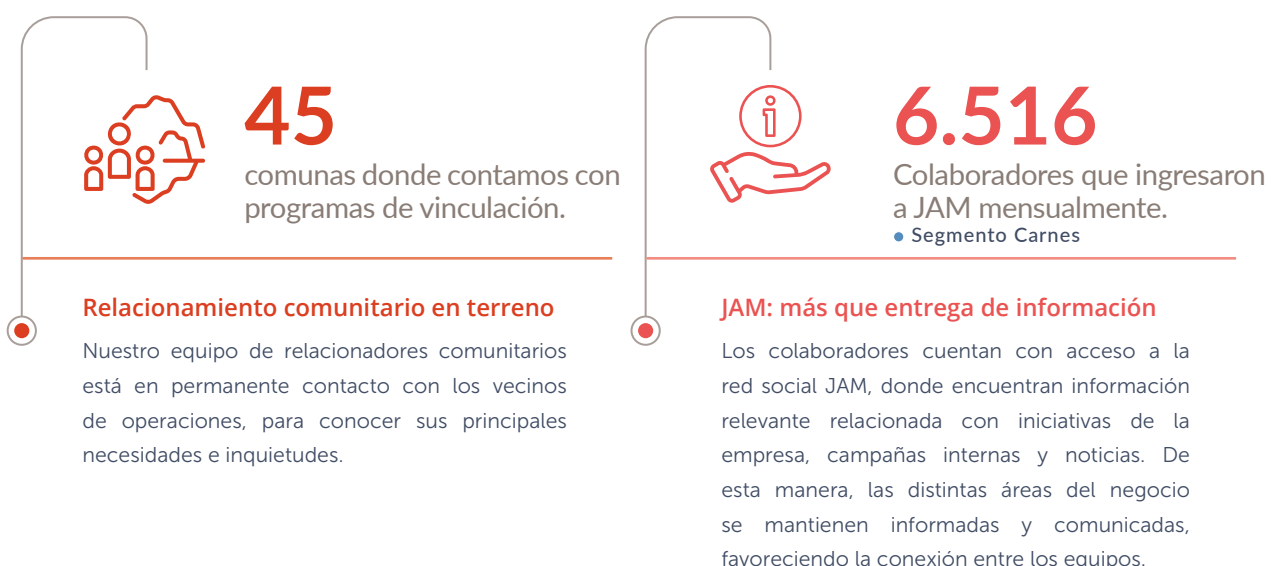 45
comunas donde contamos con
programas de vinculación.
Relacionamiento comunitario en terreno
Nuestro equipo de relacionadores comunitarios
está en permanente contacto con los vecinos
de operaciones, para conocer sus principales
necesidades e inquietudes.
6.516
Colaboradores que ingresaron
a JAM mensualmente.
• Segmento Carnes
JAM: más que entrega de información
Los colaboradores cuentan con acceso a la
red social JAM, donde encuentran información
relevante relacionada con iniciativas de la
empresa, campañas internas y noticias. De
esta manera, las distintas áreas del negocio
se mantienen informadas y comunicadas,
favoreciendo la conexión entre los equipos.